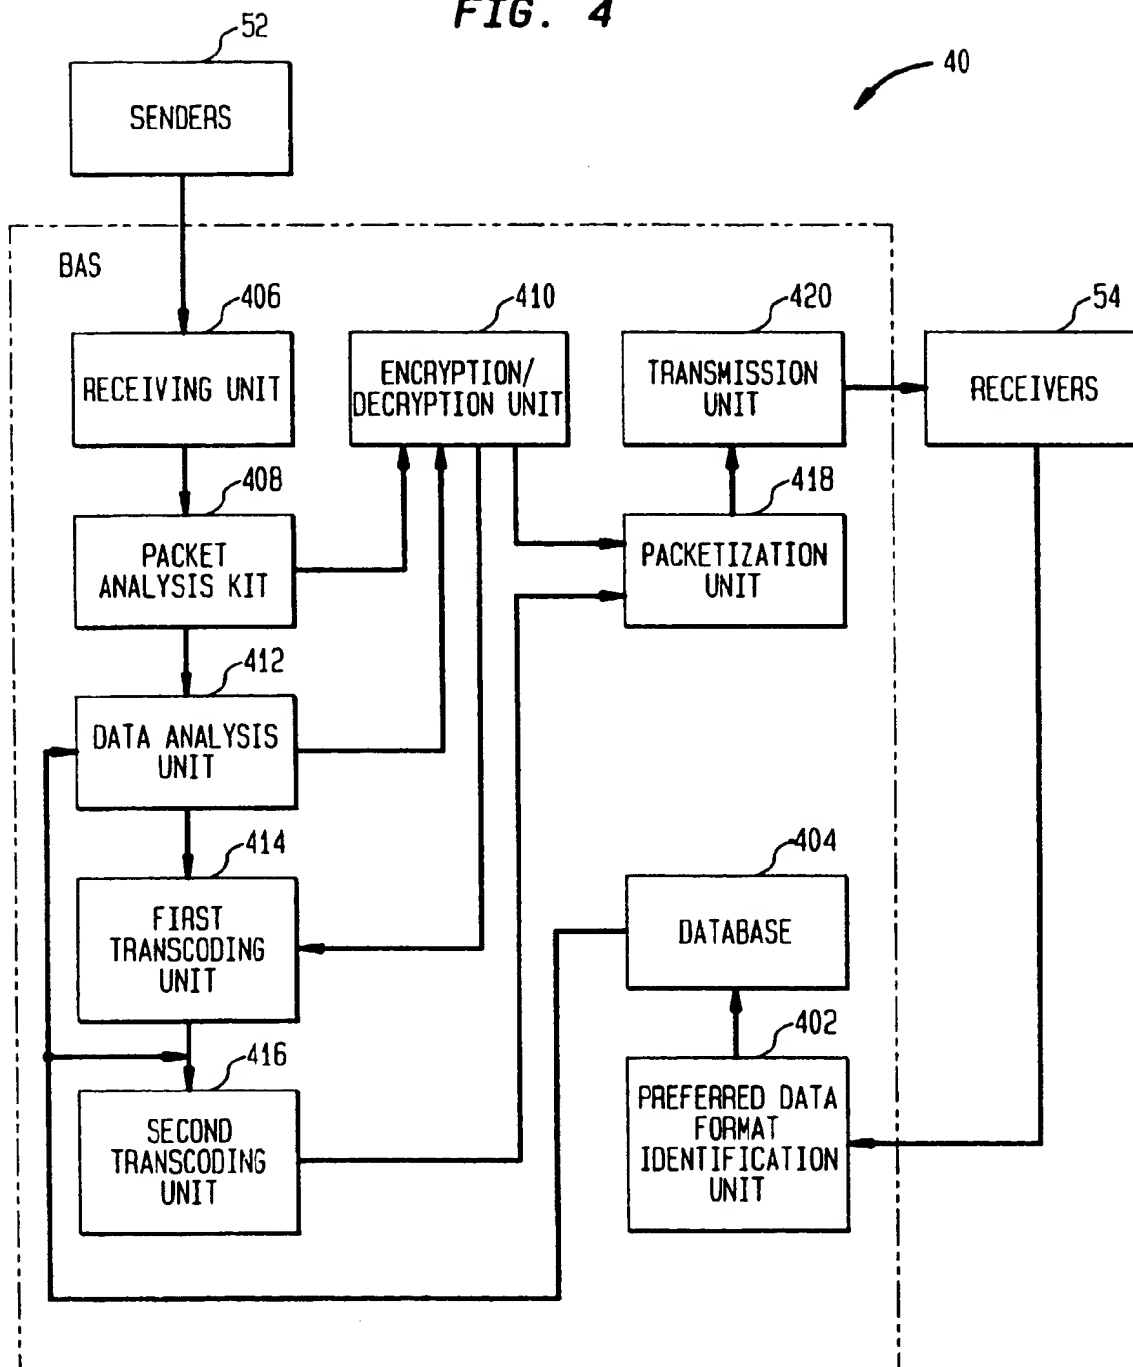 FIG. 4
52
40
SENDERS
BAS
406
410
420
54
RECEIVING UNIT
ENCRYPTION/
DECRYPTION UNIT
TRANSMISSION
UNIT
RECEIVERS
408
418
PACKET
ANALYSIS KIT
PACKETIZATION
UNIT
412
DATA ANALYSIS
UNIT
414
404
FIRST
TRANSCODING
UNIT
DATABASE
402
416
PREFERRED DATA
FORMAT
IDENTIFICATION
UNIT
SECOND
TRANSCODING
UNIT